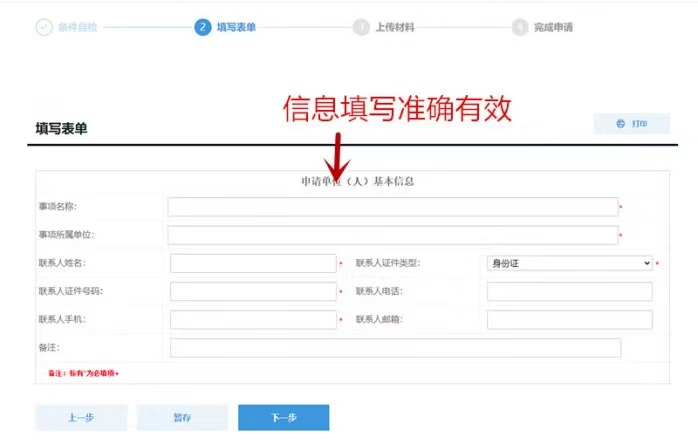 条件自检 2 填写表单 3 上传材料 4 完成申请
信息填写准确有效
填写表单 打印
申请单位（人）基本信息
事项名称： *
事项所属单位： *
联系人姓名： * 联系人证件类型： 身份证 *
联系人证件号码： * 联系人电话：
联系人手机： * 联系人邮箱：
备注：
备注：标有*为必填项*
上一步 暂存 下一步